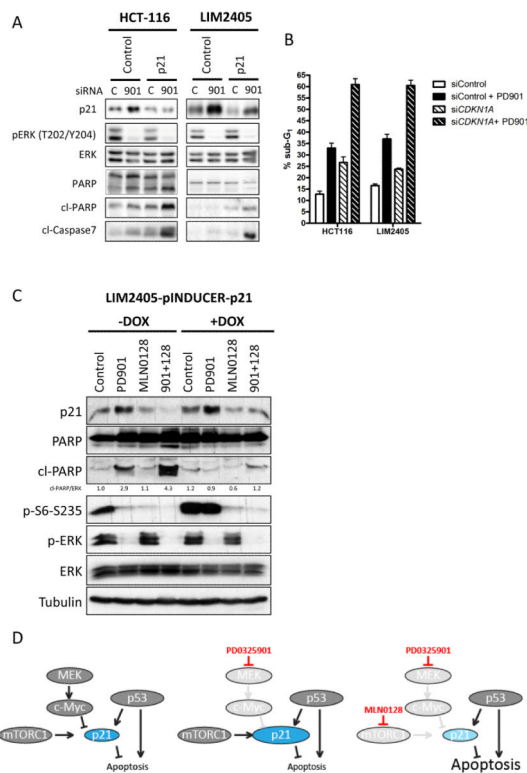 A
HCT-116 LIM2405
Control p21 Control p21
siRNA C 901 C 901 C 901 C 901
p21
pERK (T202/Y204)
ERK
PARP
cl-PARP
cl-Caspase7
B
% sub-G1
65
60
55
50
45
40
35
30
25
20
15
10
5
0
HCT116 LIM2405
siControl
siControl + PD901
siCDKN1A
siCDKN1A+ PD901
C
LIM2405-pINDUCER-p21
-DOX +DOX
Control PD901 MLN0128 901+128 Control PD901 MLN0128 901+128
p21
PARP
cl-PARP
cl-PARP/ERK 1.0 2.9 1.1 4.3 1.2 0.9 0.6 1.2
p-S6-S235
p-ERK
ERK
Tubulin
D
MEK
c-Myc
p53
mTORC1
p21
Apoptosis
PD0325901
MEK
c-Myc
p53
mTORC1
p21
Apoptosis
PD0325901
MEK
MLN0128
c-Myc
p53
mTORC1
p21
Apoptosis